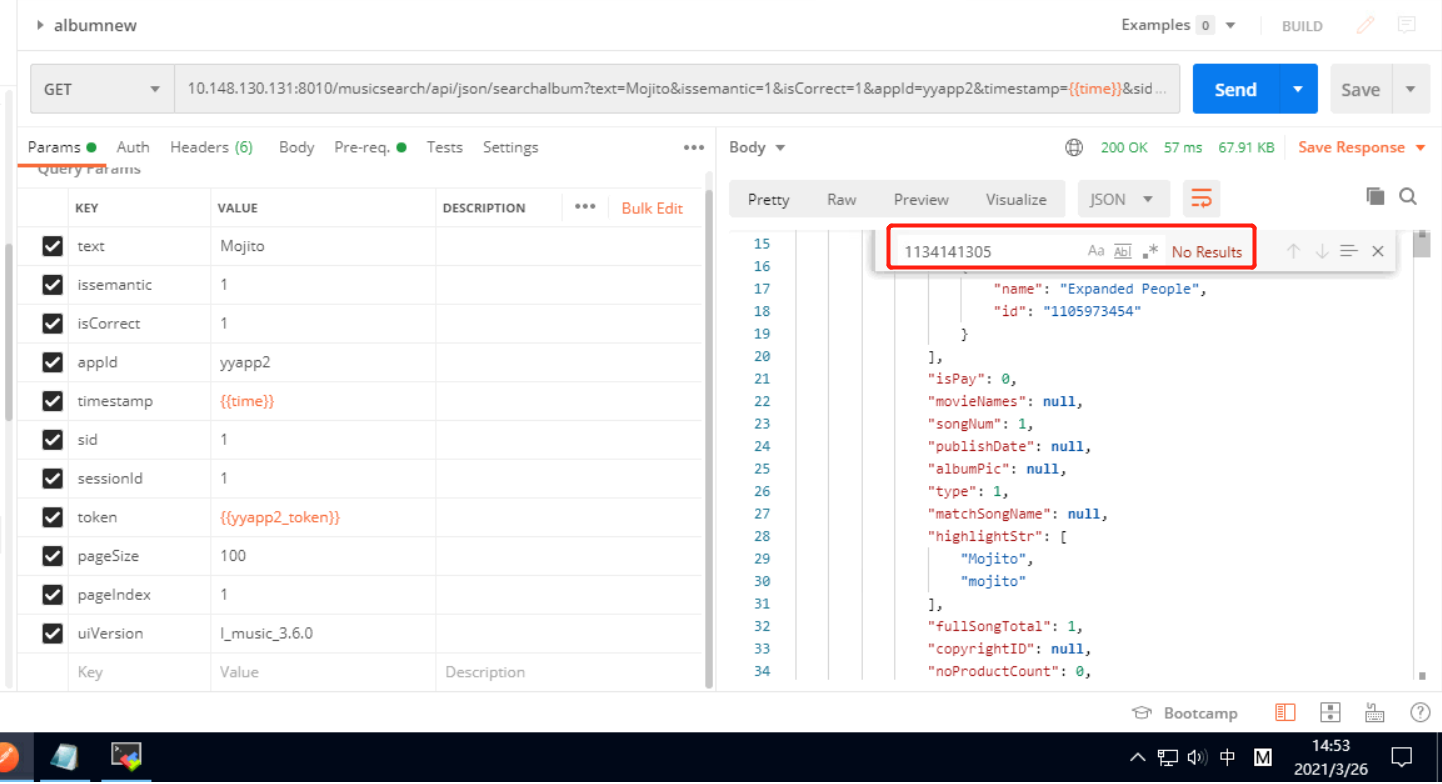 albumnew
Examples 0 BUILD
GET 10.148.130.131:8010/musicsearch/api/json/searchalbum?text=Mojito&issemantic=1&isCorrect=1&appId=yyapp2&timestamp={{time}}&sid... Send Save
Params Auth Headers (6) Body Pre-req. Tests Settings
Query Params
KEY VALUE DESCRIPTION Bulk Edit
text Mojito
issemantic 1
isCorrect 1
appId yyapp2
timestamp {{time}}
sid 1
sessionId 1
token {{yyapp2_token}}
pageSize 100
pageIndex 1
uiVersion I_music_3.6.0
Key Value Description
Body 200 OK 57 ms 67.91 KB Save Response
Pretty Raw Preview Visualize JSON
1134141305 Aa Abl .* No Results
15
16
17 "name": "Expanded People",
18 "id": "1105973454"
19 }
20 ],
21 "isPay": 0,
22 "movieNames": null,
23 "songNum": 1,
24 "publishDate": null,
25 "albumPic": null,
26 "type": 1,
27 "matchSongName": null,
28 "highlightStr": [
29 "Mojito",
30 "mojito"
31 ],
32 "fullSongTotal": 1,
33 "copyrightID": null,
34 "noProductCount": 0,
Bootcamp
中 M 14:53
2021/3/26